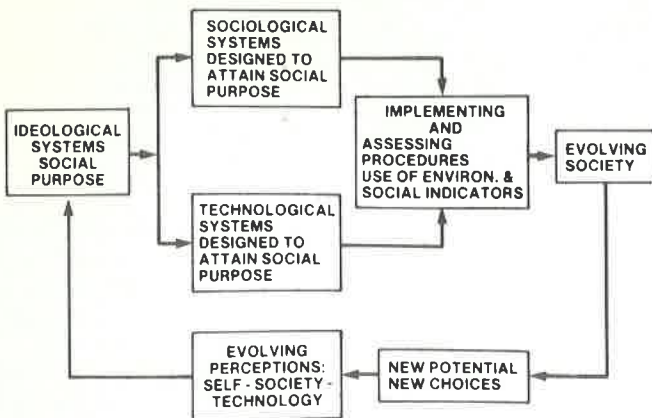 SOCIOLOGICAL
SYSTEMS
DESIGNED TO
ATTAIN SOCIAL
PURPOSE
IDEOLOGICAL
SYSTEMS
SOCIAL
PURPOSE
IMPLEMENTING
AND
ASSESSING
PROCEDURES
USE OF ENVIRON. &
SOCIAL INDICATORS
EVOLVING
SOCIETY
TECHNOLOGICAL
SYSTEMS
DESIGNED TO
ATTAIN SOCIAL
PURPOSE
EVOLVING
PERCEPTIONS:
SELF - SOCIETY -
TECHNOLOGY
NEW POTENTIAL
NEW CHOICES